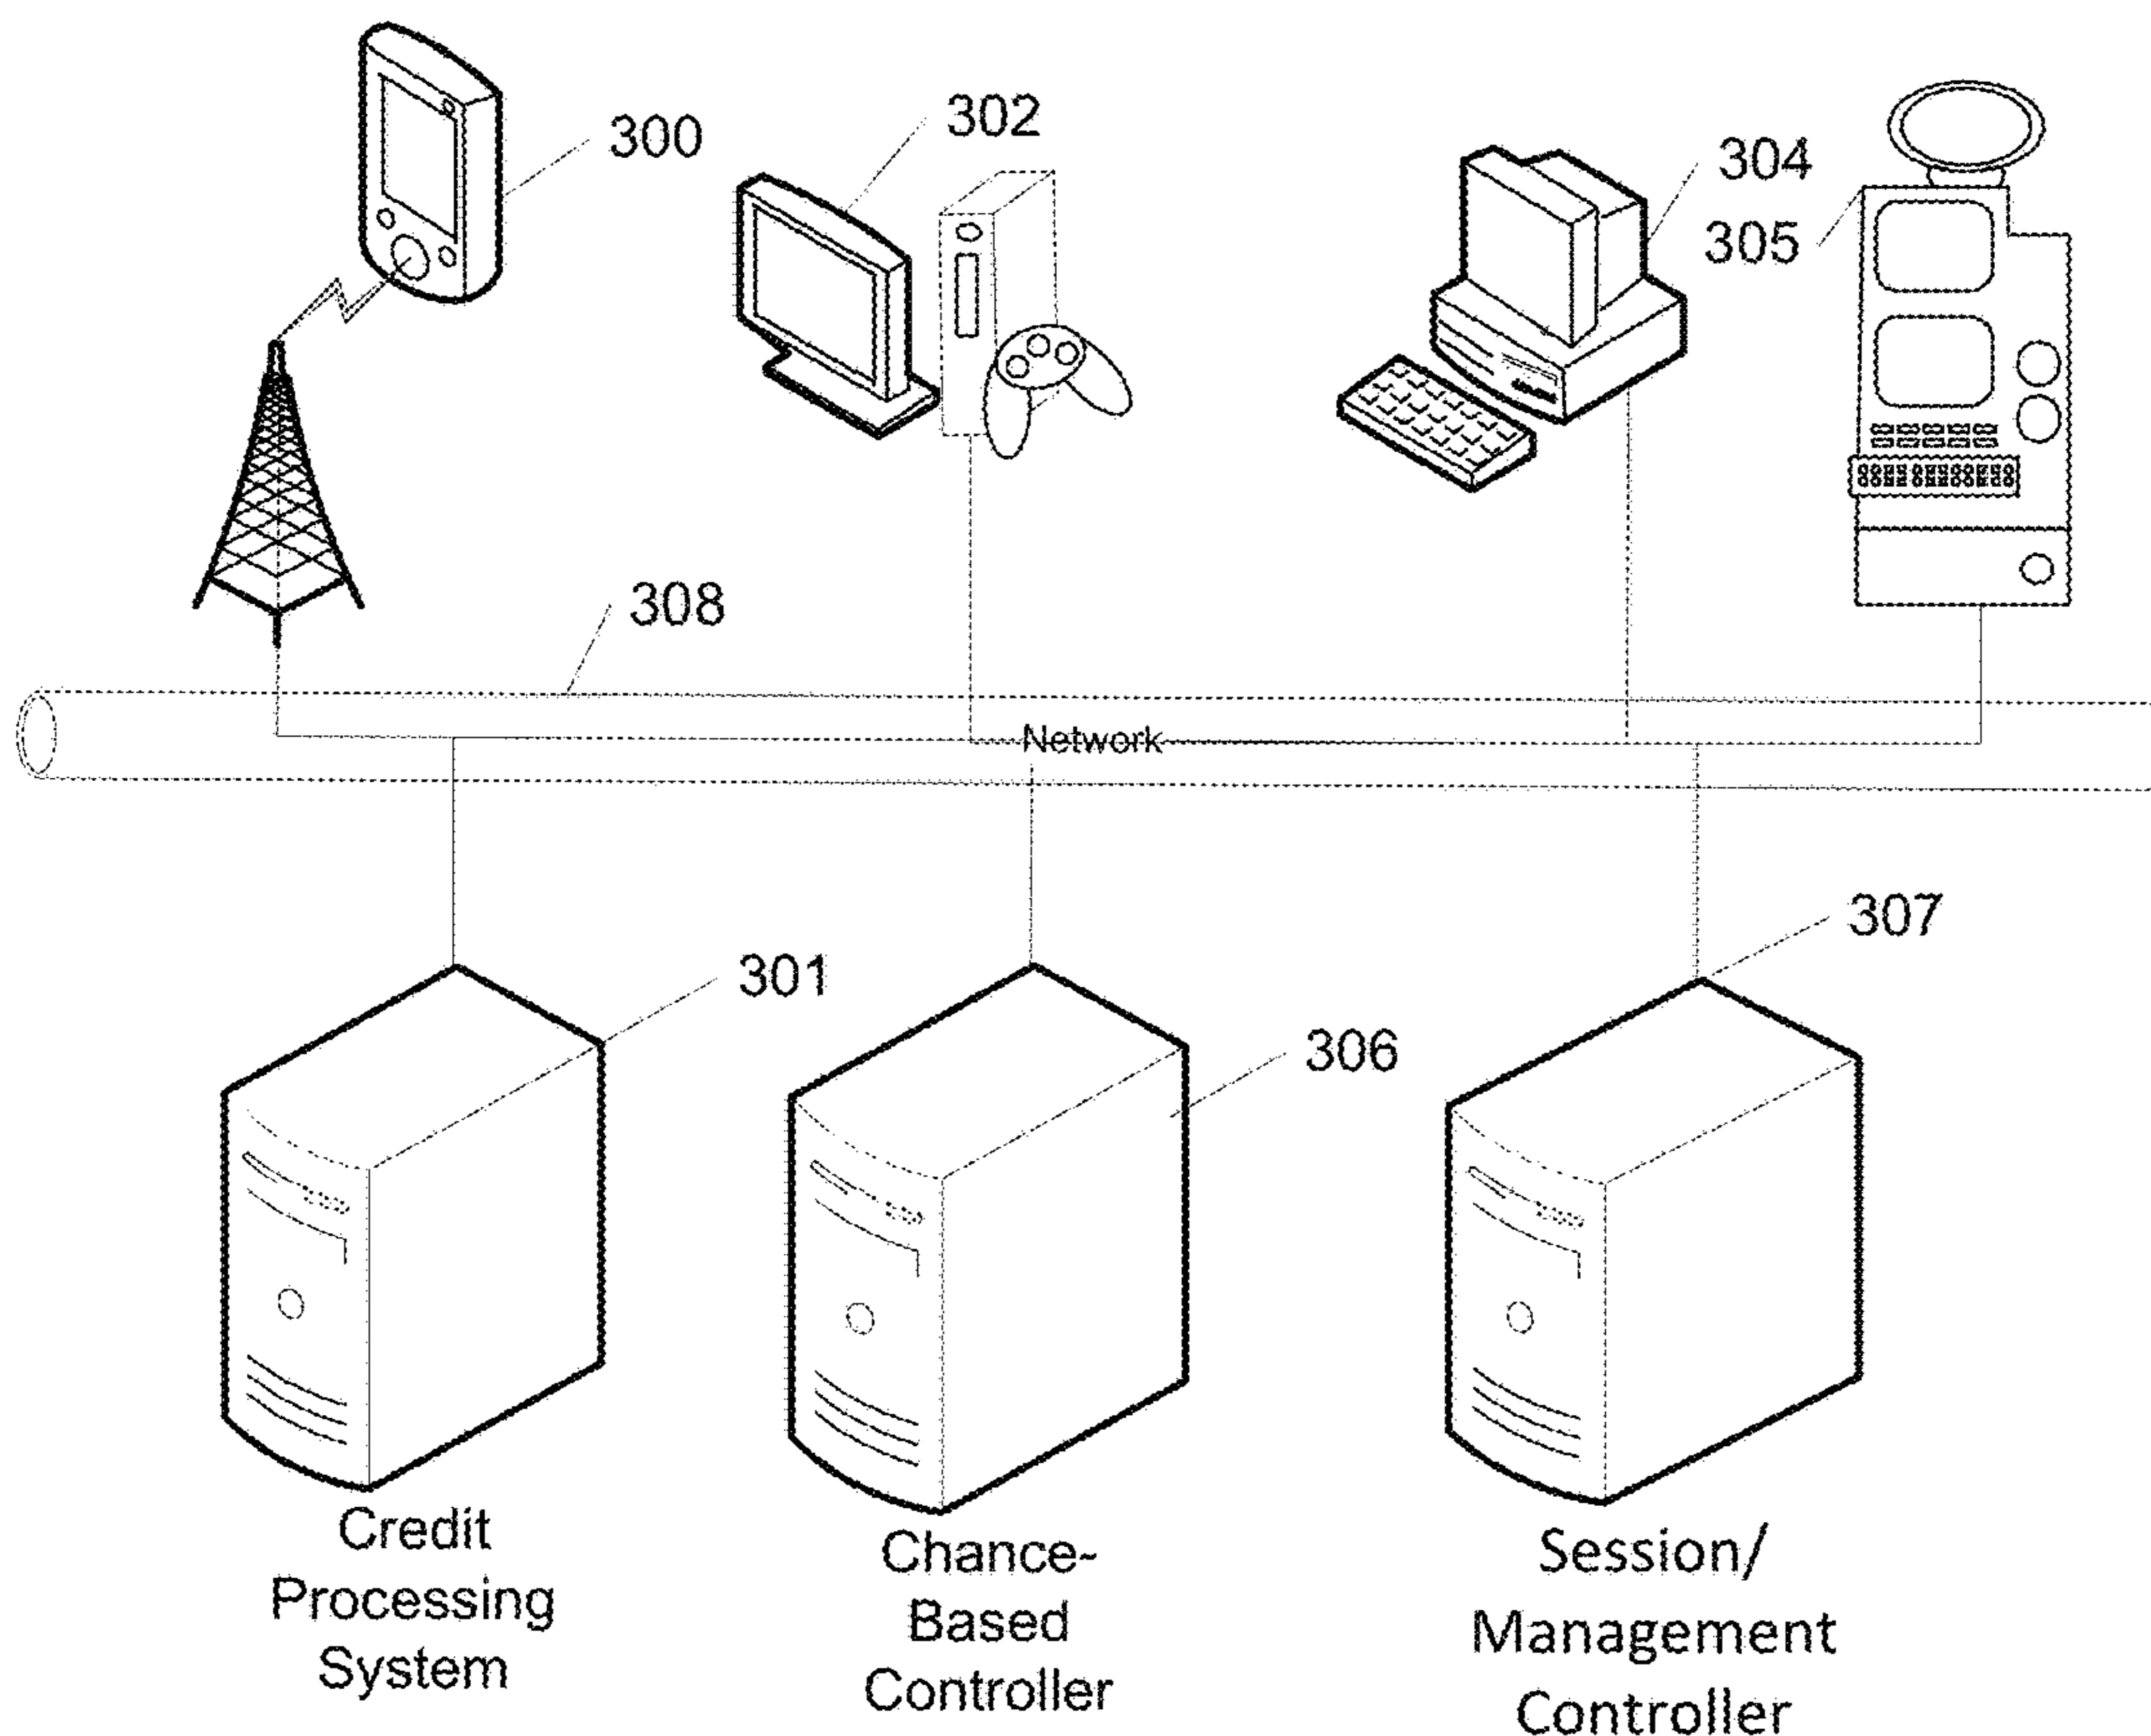 300
302
304
305
308
Network
301
306
307
Credit
Processing
System
Chance-
Based
Controller
Session/
Management
Controller